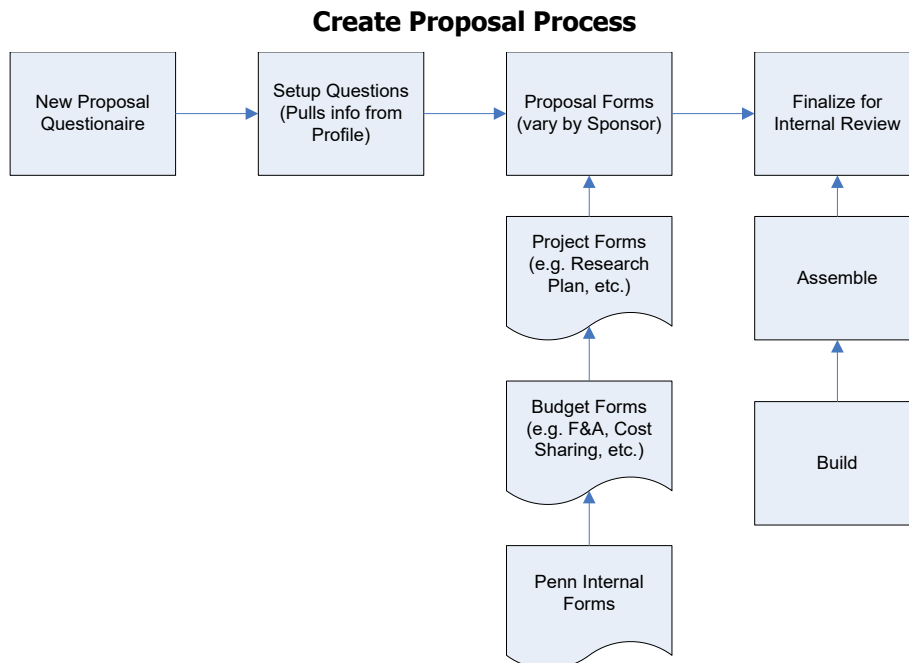 Create Proposal Process
New Proposal
Questionaire
Setup Questions
(Pulls info from
Profile)
Proposal Forms
(vary by Sponsor)
Finalize for
Internal Review
Project Forms
(e.g. Research
Plan, etc.)
Assemble
Budget Forms
(e.g. F&A, Cost
Sharing, etc.)
Build
Penn Internal
Forms